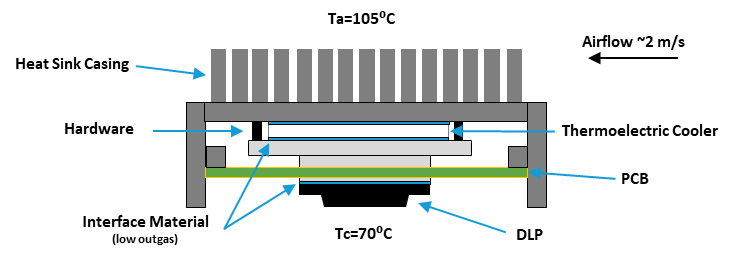 Ta=105⁰C
Airflow ~2 m/s
Heat Sink Casing
Hardware
Thermoelectric Cooler
PCB
Interface Material
(low outgas)
Tc=70⁰C
DLP